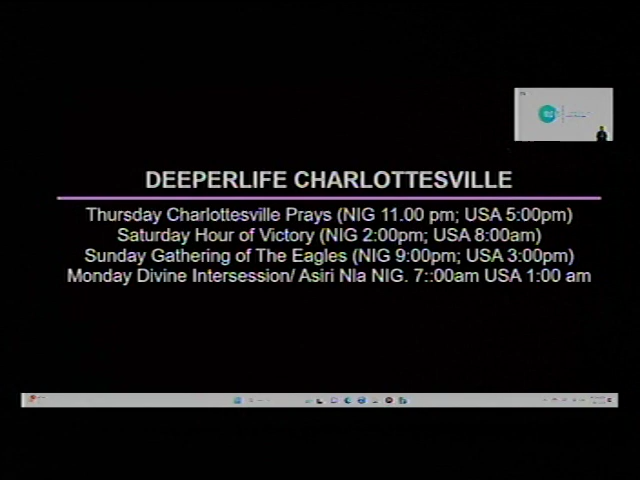 DEEPERLIFE CHARLOTTESVILLE
Thursday Charlottesville Prays (NIG 11.00 pm; USA 5:00pm)
Saturday Hour of Victory (NIG 2:00pm; USA 8:00am)
Sunday Gathering of The Eagles (NIG 9:00pm; USA 3:00pm)
Monday Divine Intersession/ Asiri Nla NIG. 7::00am USA 1:00 am